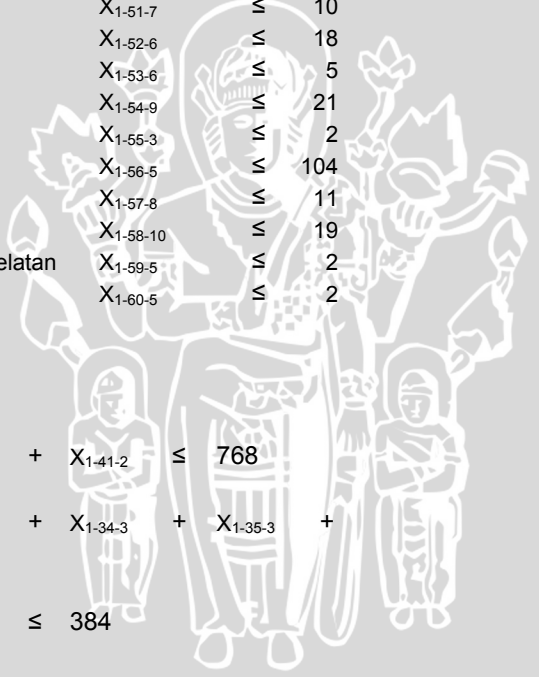 X₁₋₅₁₋₇ ≤ 10
X₁₋₅₂₋₆ ≤ 18
X₁₋₅₃₋₆ ≤ 5
X₁₋₅₄₋₉ ≤ 21
X₁₋₅₅₋₃ ≤ 2
X₁₋₅₆₋₅ ≤ 104
X₁₋₅₇₋₈ ≤ 11
X₁₋₅₈₋₁₀ ≤ 19
elatan X₁₋₅₉₋₅ ≤ 2
X₁₋₆₀₋₅ ≤ 2
+ X₁₋₄₁₋₂ ≤ 768
+ X₁₋₃₄₋₃ + X₁₋₃₅₋₃ +
≤ 384